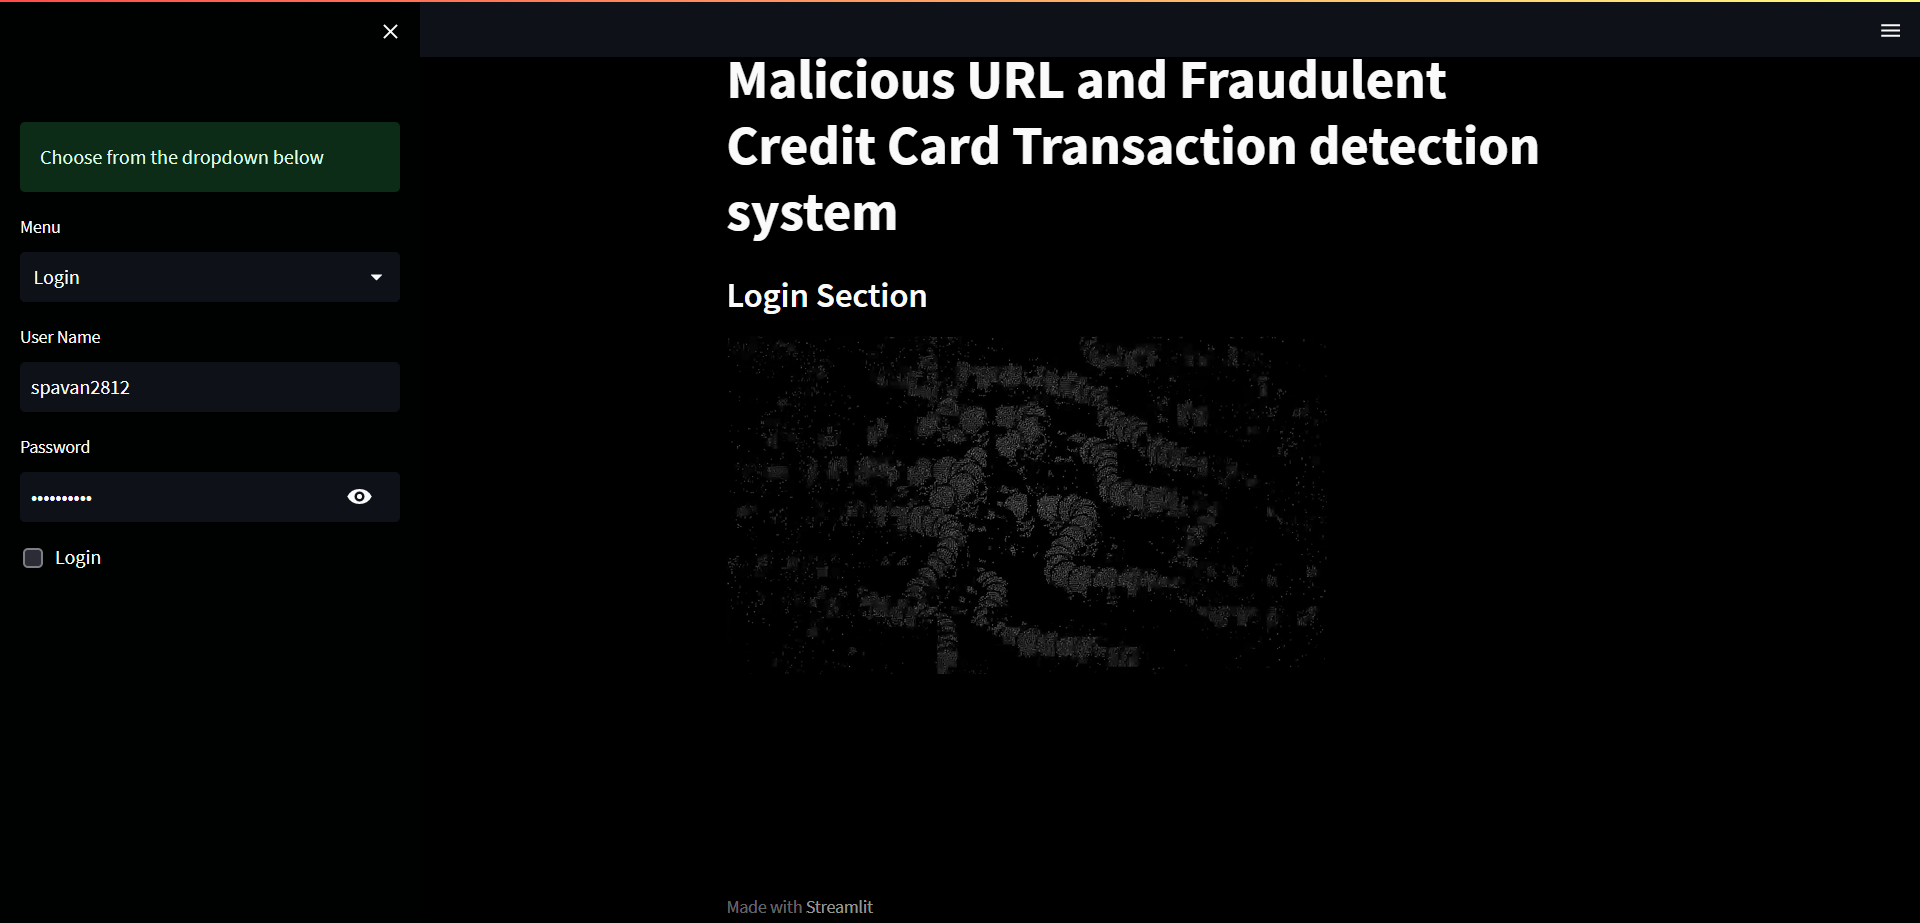 Choose from the dropdown below
Menu
Login
User Name
spavan2812
Password
••••••••••
Login
Malicious URL and Fraudulent
Credit Card Transaction detection
system
Login Section
Made with Streamlit